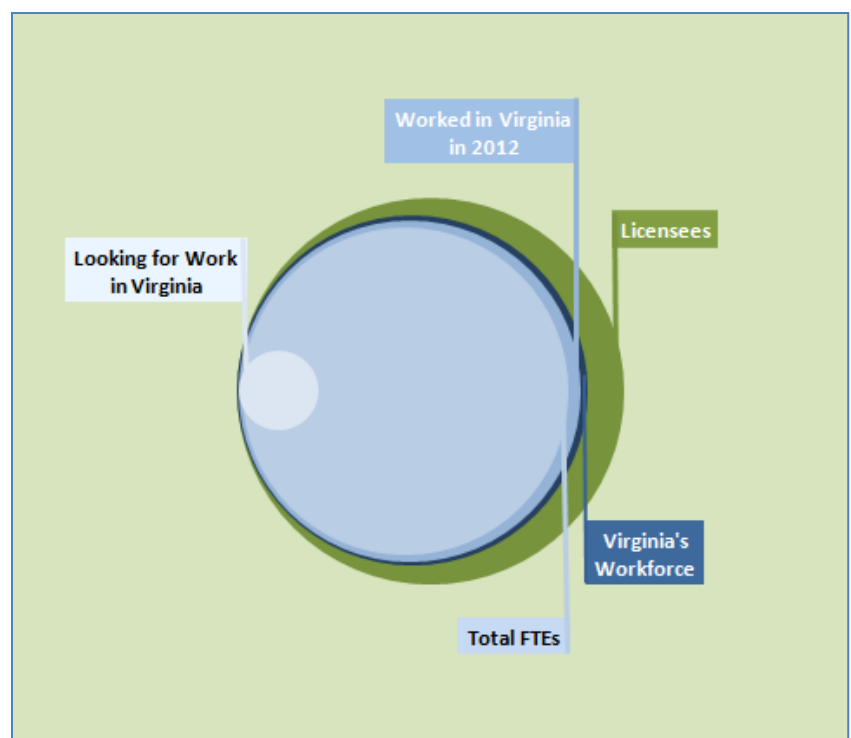 Worked in Virginia
in 2012
Licensees
Looking for Work
in Virginia
Virginia's
Workforce
Total FTEs